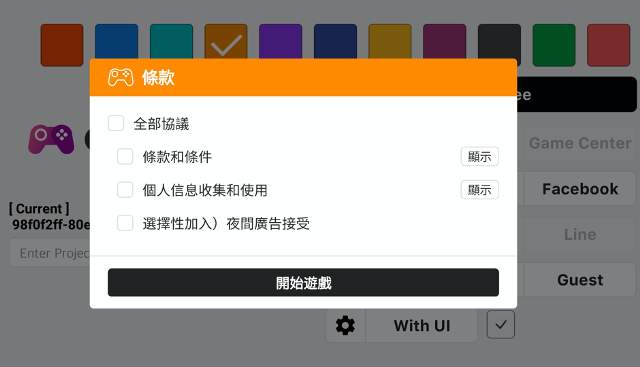 ee
條款
全部協議
Game Center
條款和條件
顯示
Facebook
個人信息收集和使用
顯示
[ Current ]
98f0f2-80e
選擇性加入）夜間廣告接受
Line
Enter Projec
開始遊戲
Guest
With UI